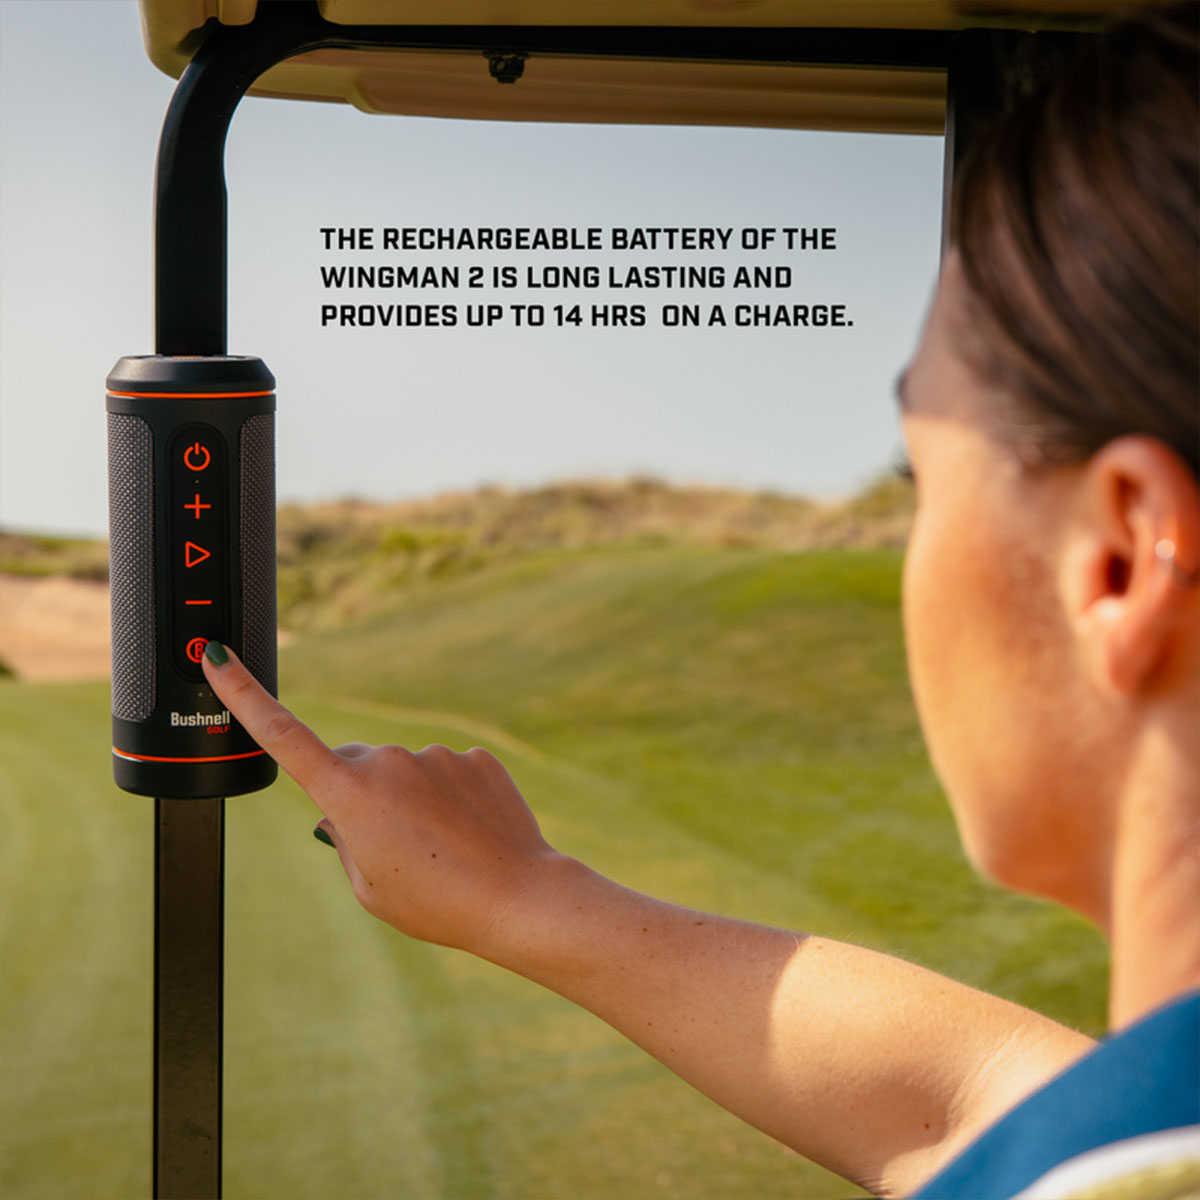 THE RECHARGEABLE BATTERY OF THE
WINGMAN 2 IS LONG LASTING AND
PROVIDES UP TO 14 HRS ON A CHARGE.
B
Bushnell
GOLF